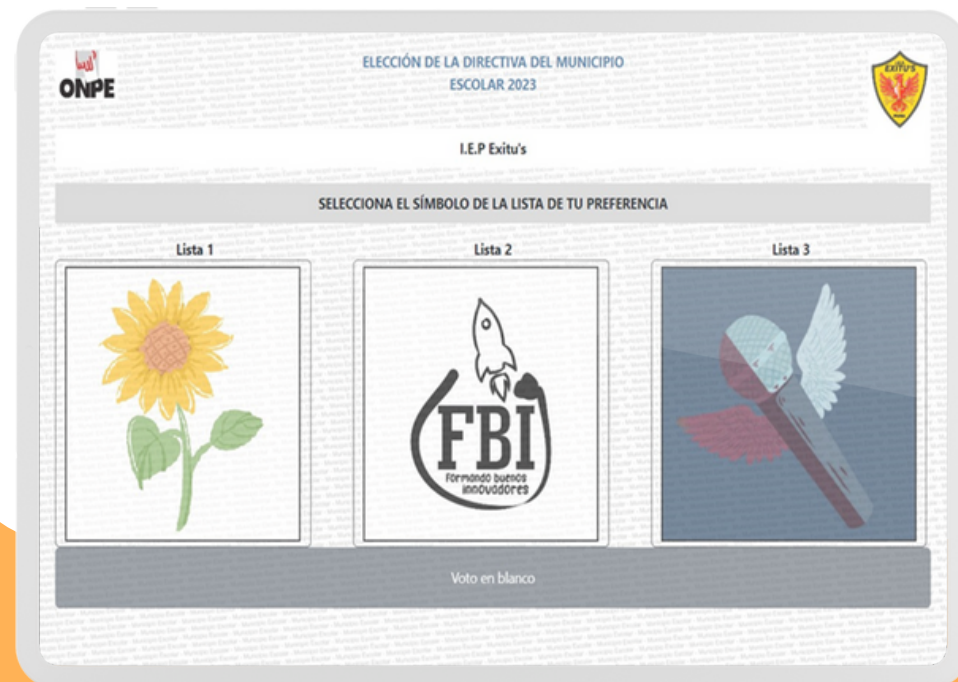 ONPE
ELECCIÓN DE LA DIRECTIVA DEL MUNICIPIO
ESCOLAR 2023
EXITU'S
I.E.P Exitu's
SELECCIONA EL SÍMBOLO DE LA LISTA DE TU PREFERENCIA
Lista 1
Lista 2
Lista 3
FBI
Formando buenos
innovadores
Voto en blanco